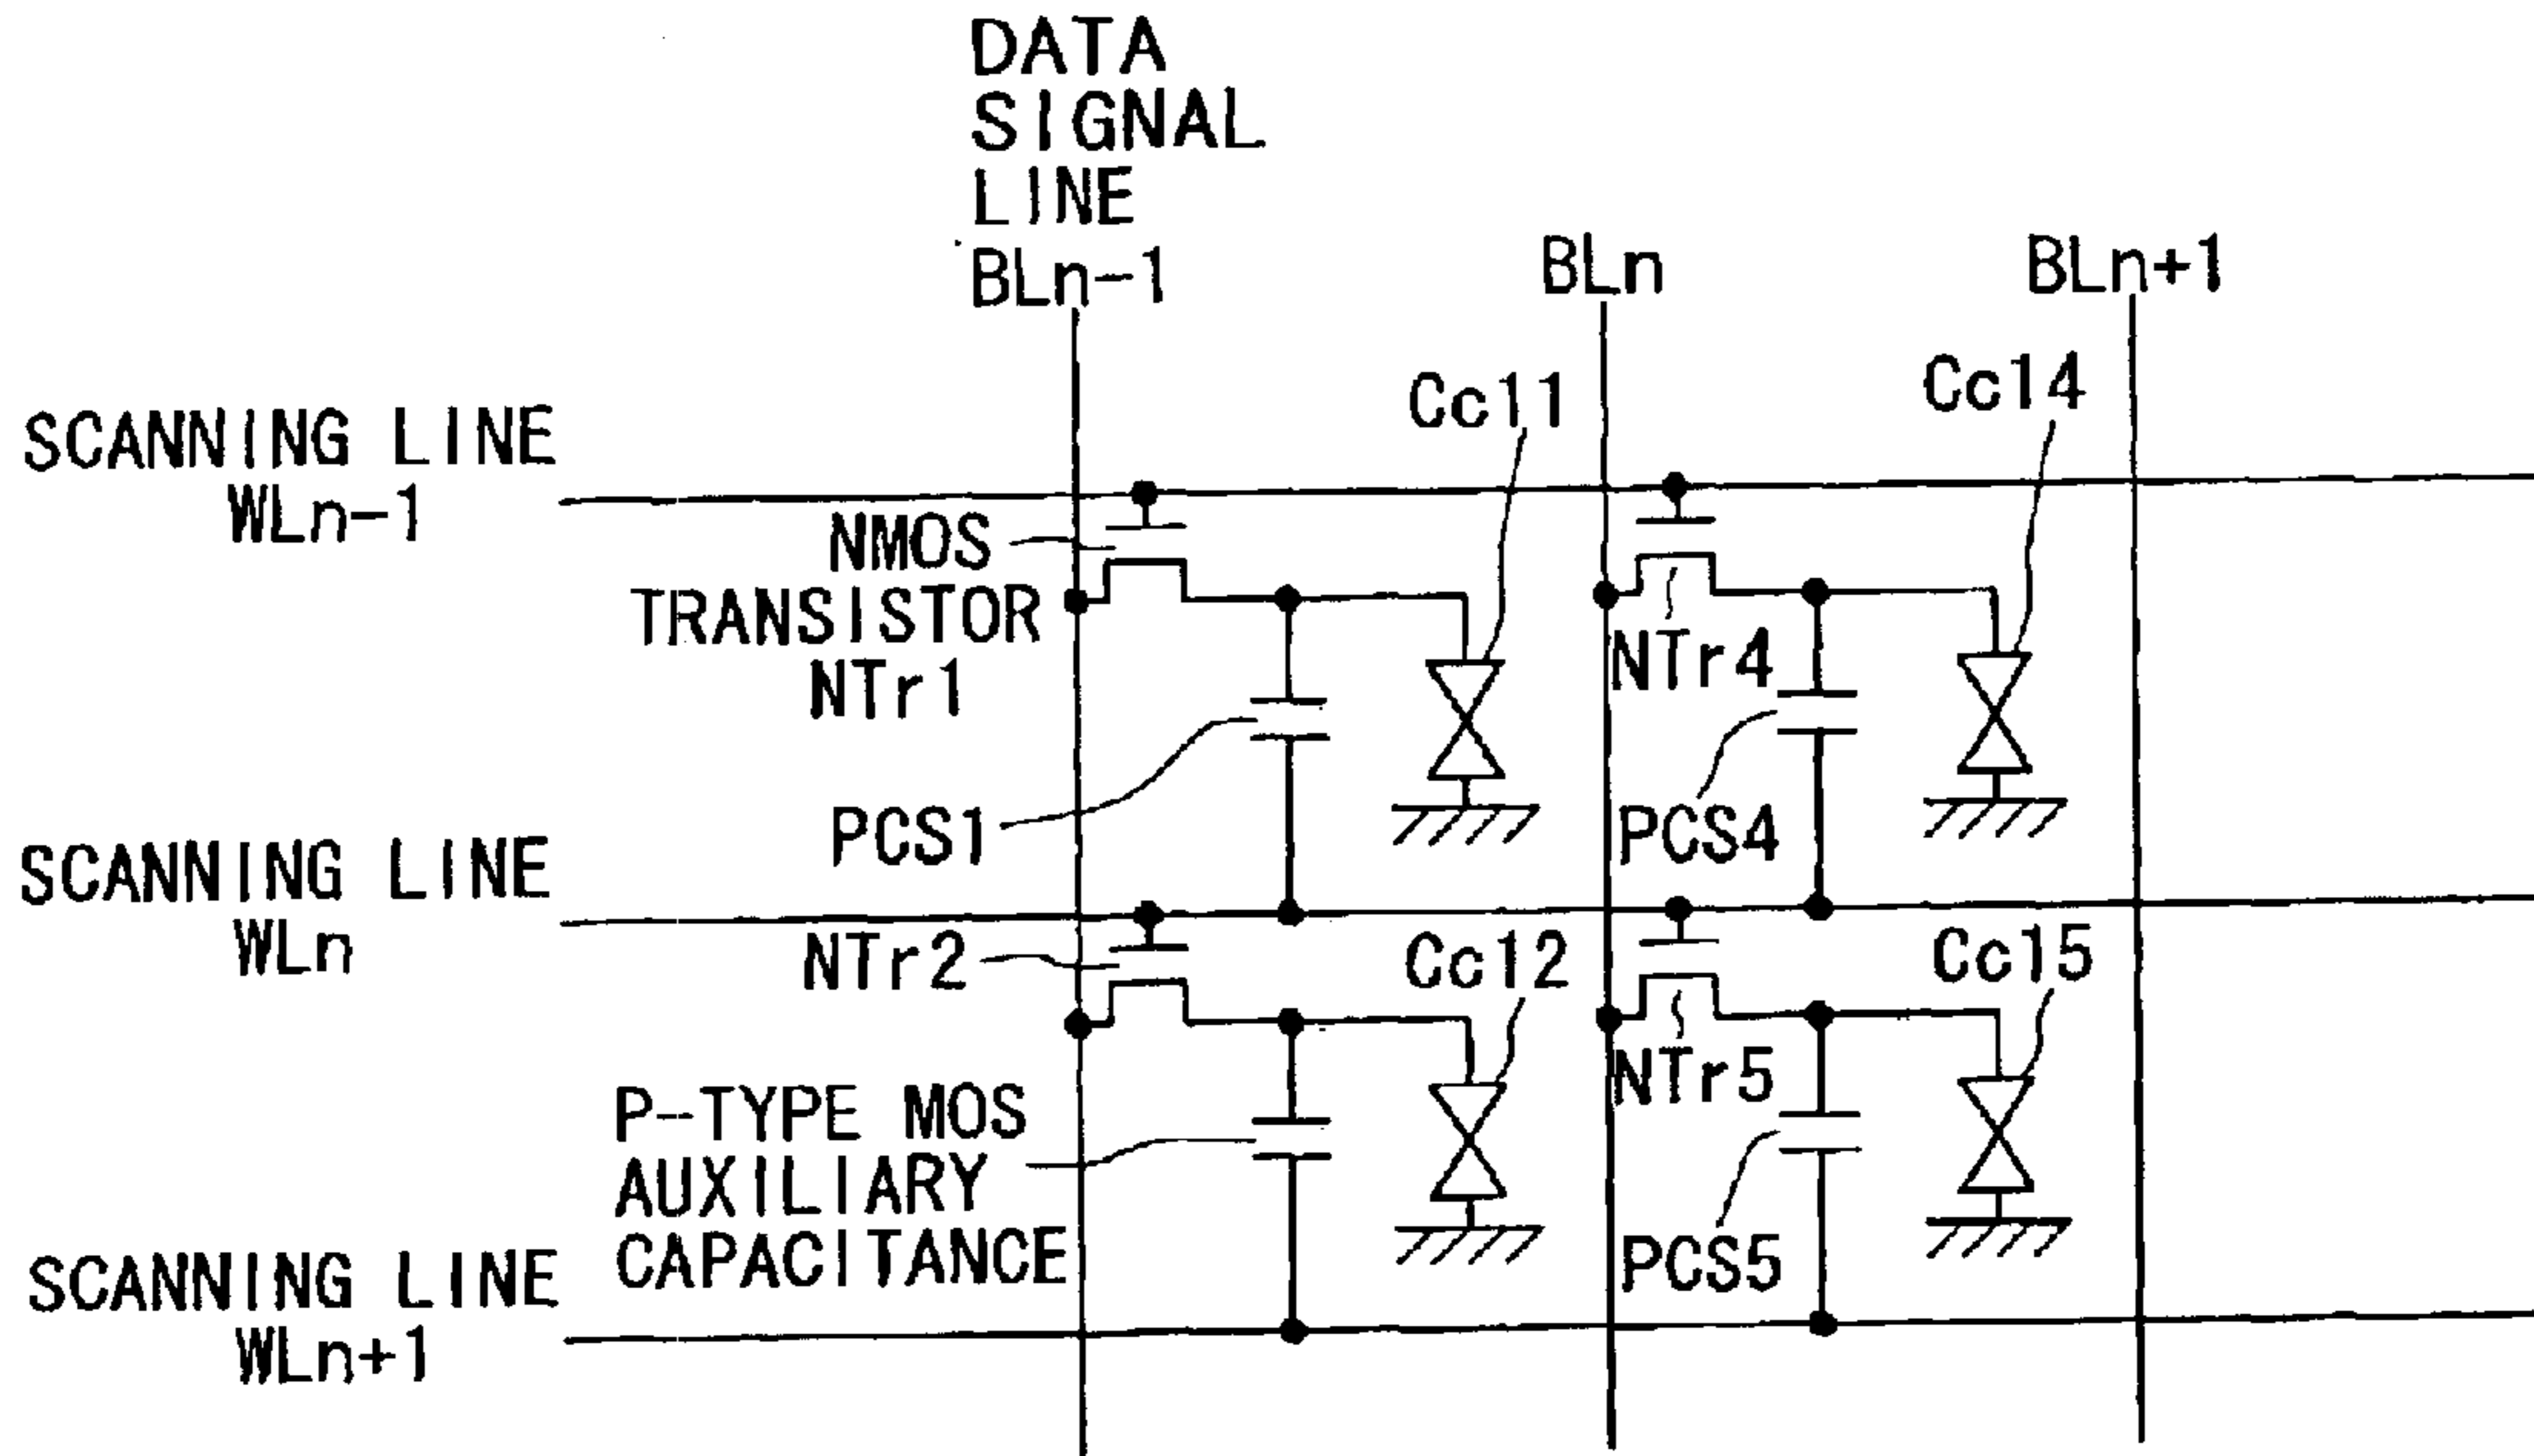 DATA
SIGNAL
LINE
BLn-1
BLn
BLn+1
Cc11
Cc14
SCANNING LINE
WLn-1
NMOS
TRANSISTOR
NTr1
NTr4
PCS1
PCS4
SCANNING LINE
WLn
NTr2
Cc12
Cc15
NTr5
P-TYPE MOS
AUXILIARY
CAPACITANCE
PCS5
SCANNING LINE
WLn+1